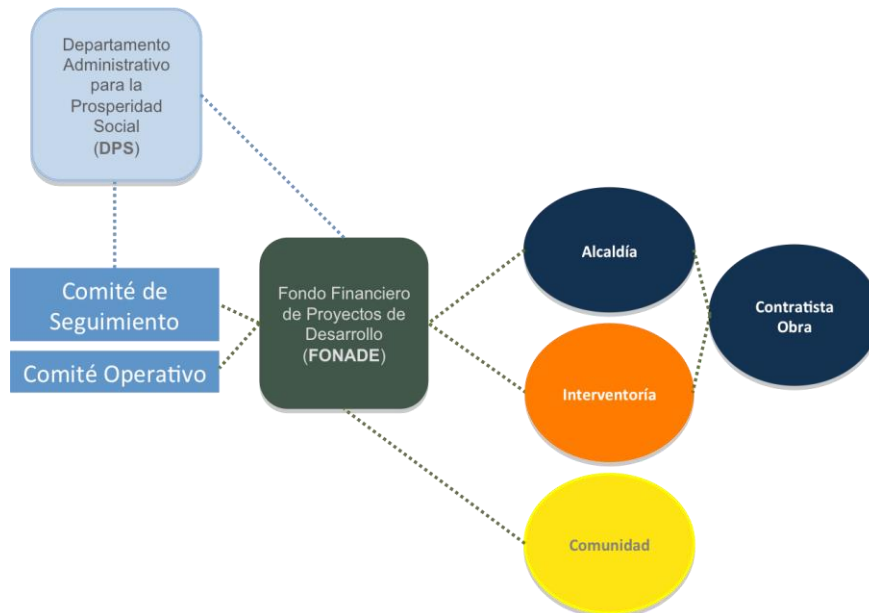 Departamento
Administrativo
para la
Prosperidad
Social
(DPS)
Comité de
Seguimiento
Comité Operativo
Fondo Financiero
de Proyectos de
Desarrollo
(FONADE)
Alcaldía
Interventoría
Comunidad
Contratista
Obra